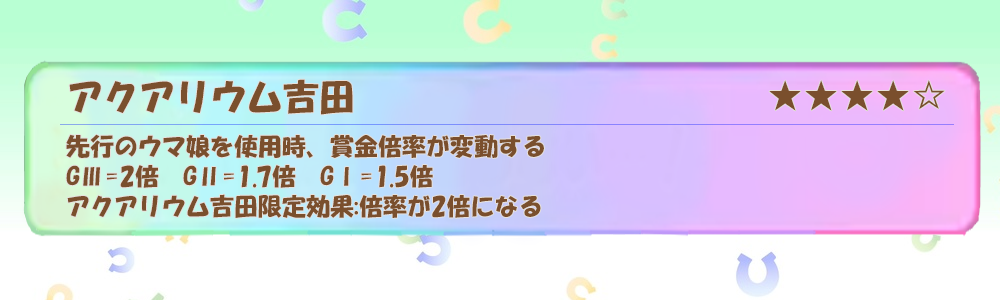 アクアリウム吉田 ★★★★☆
先行のウマ娘を使用時、賞金倍率が変動する
GⅢ=2倍　GⅡ=1.7倍　GⅠ=1.5倍
アクアリウム吉田限定効果:倍率が2倍になる